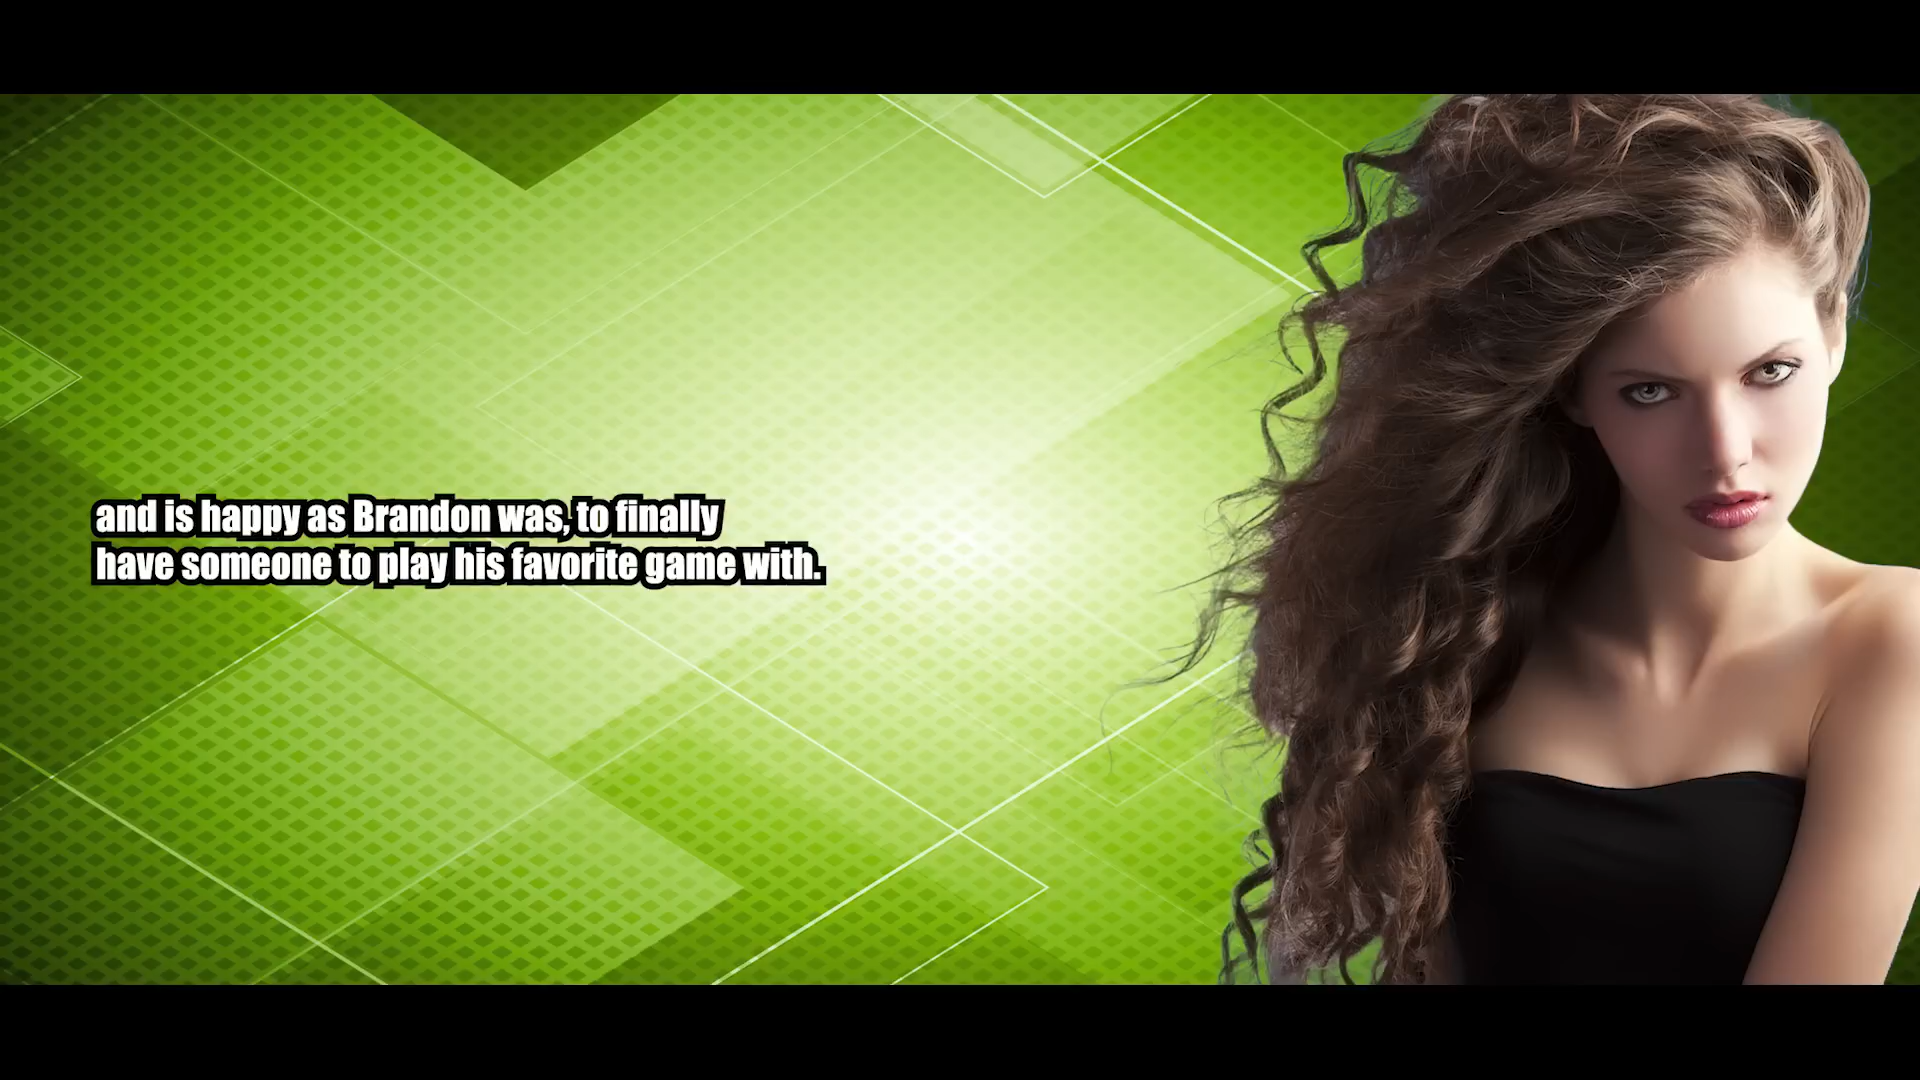 and is happy as Brandon was, to finally
have someone to play his favorite game with.